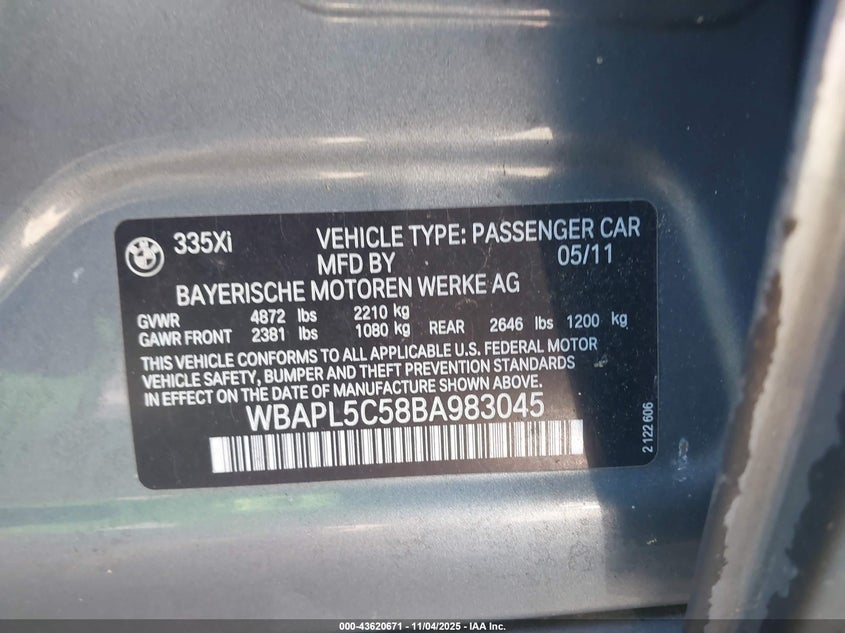 BMW
335Xi VEHICLE TYPE: PASSENGER CAR
MFD BY 05/11
BAYERISCHE MOTOREN WERKE AG
GVWR 4872 lbs 2210 kg
GAWR FRONT 2381 lbs 1080 kg REAR 2646 lbs 1200 kg
THIS VEHICLE CONFORMS TO ALL APPLICABLE U.S. FEDERAL MOTOR
VEHICLE SAFETY, BUMPER AND THEFT PREVENTION STANDARDS
IN EFFECT ON THE DATE OF MANUFACTURE SHOWN ABOVE.
WBAPL5C58BA983045
2 122 606
000-43620671 - 11/04/2025 - IAA Inc.